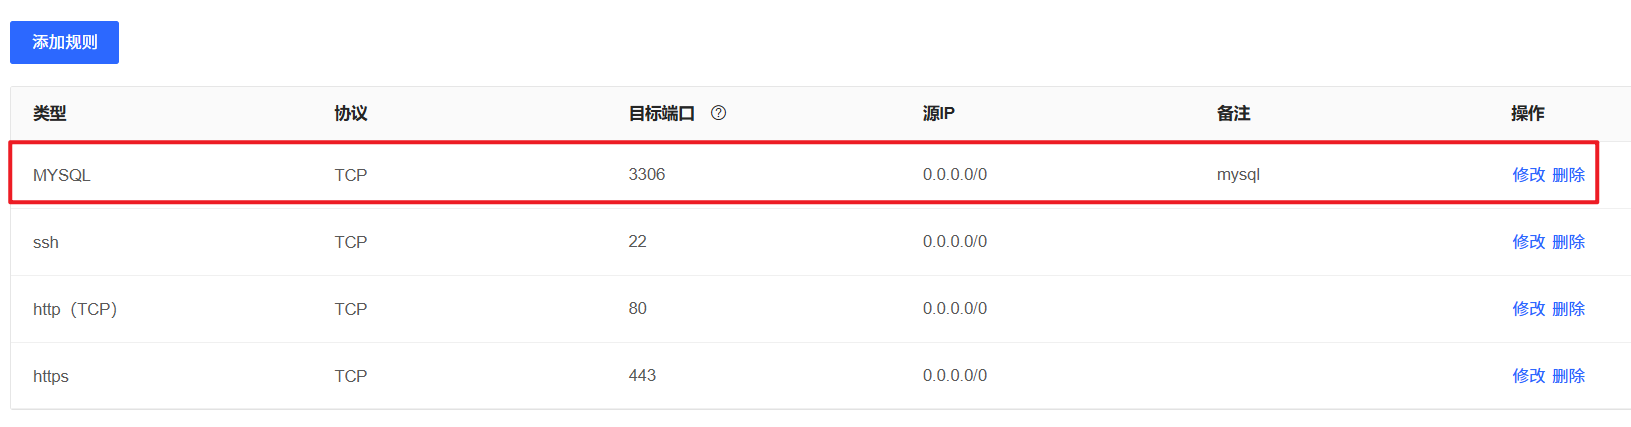 添加规则
类型 协议 目标端口 源IP 备注 操作
MYSQL TCP 3306 0.0.0.0/0 mysql 修改 删除
ssh TCP 22 0.0.0.0/0 修改 删除
http（TCP） TCP 80 0.0.0.0/0 修改 删除
https TCP 443 0.0.0.0/0 修改 删除